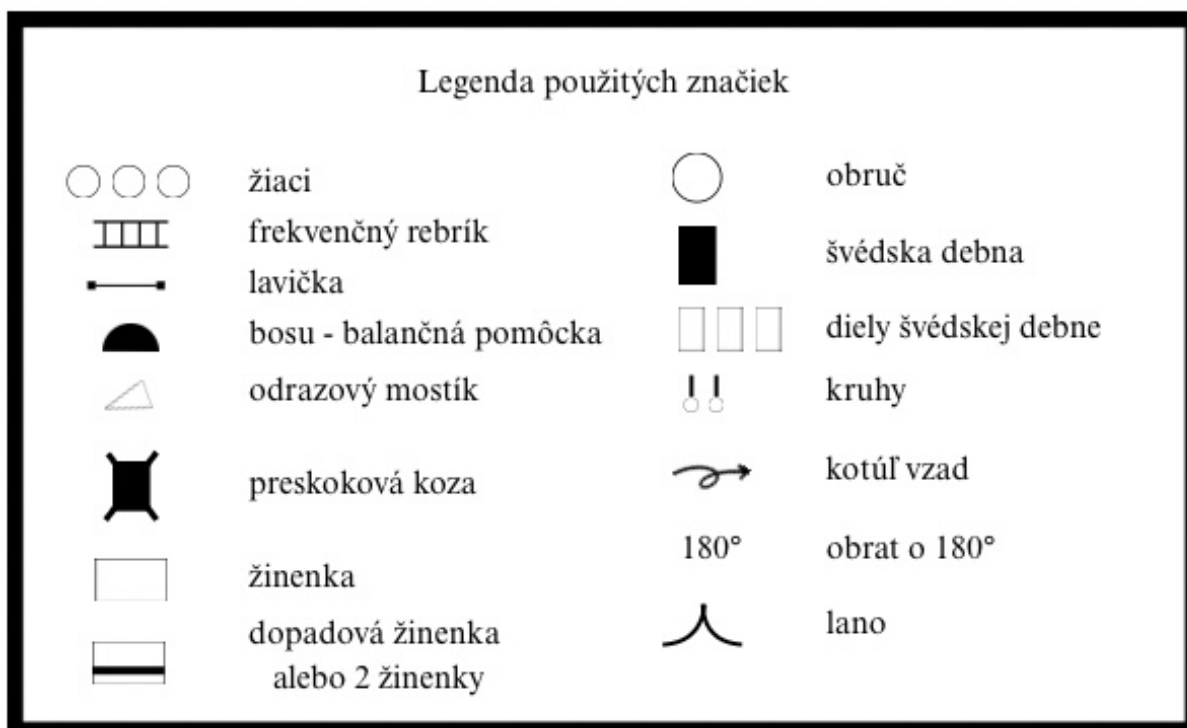 Legenda použitých značiek
žiaci
frekvenčný rebrík
lavička
bosu - balančná pomôcka
odrazový mostík
preskoková koza
žinenka
dopadová žinenka
alebo 2 žinenky
obruč
švédska debna
diely švédskej debne
kruhy
kotúľ vzad
180° obrat o 180°
lano